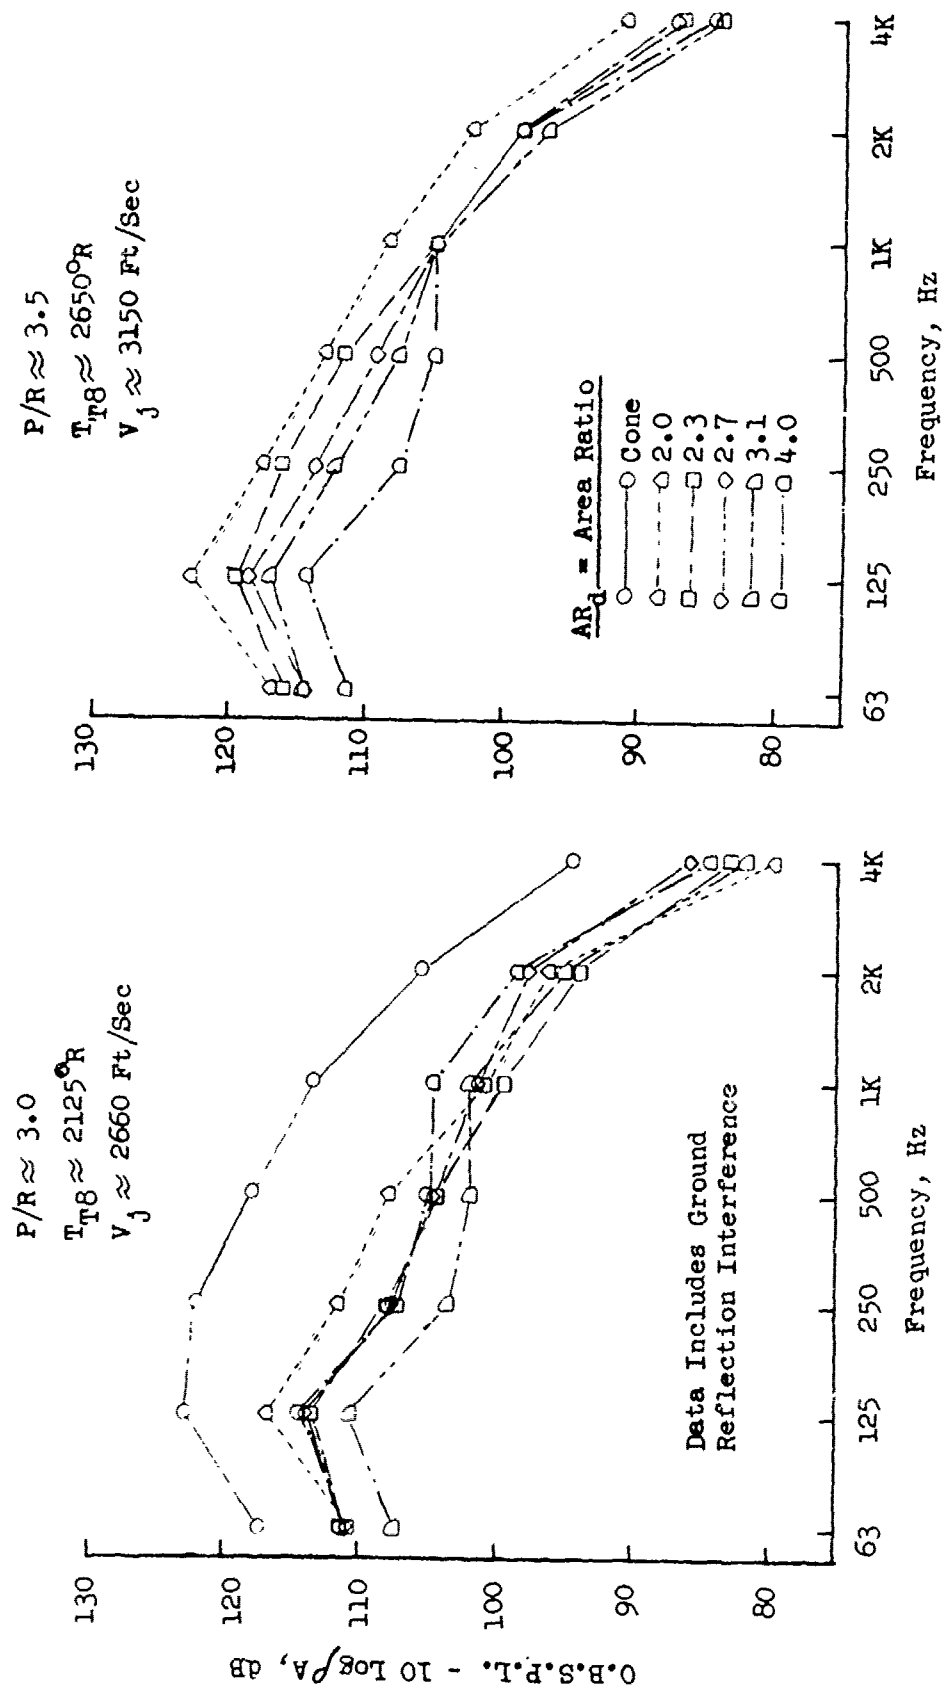 P/R ≈ 3.0
T_T8 ≈ 2125°R
V_j ≈ 2660 Ft/Sec
O.B.S.P.L. - 10 Log ρA, dB
130
120
110
100
90
80
Data Includes Ground
Reflection Interference
63
125
250
500
1K
2K
4K
Frequency, Hz
P/R ≈ 3.5
T_T8 ≈ 2650°R
V_j ≈ 3150 Ft/Sec
130
120
110
100
90
80
AR_d = Area Ratio
Cone
2.0
2.3
2.7
3.1
4.0
63
125
250
500
1K
2K
4K
Frequency, Hz